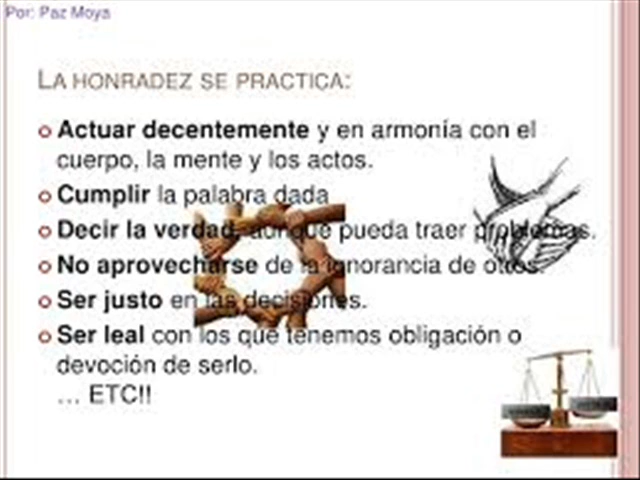 Por: Paz Moya
LA HONRADEZ SE PRACTICA:
Actuar decentemente y en armonía con el
cuerpo, la mente y los actos.
Cumplir la palabra dada
Decir la verdad, aunque pueda traer problemas.
No aprovecharse de la ignorancia de otros.
Ser justo en las decisiones.
Ser leal con los que tenemos obligación o
devoción de serlo.
… ETC!!